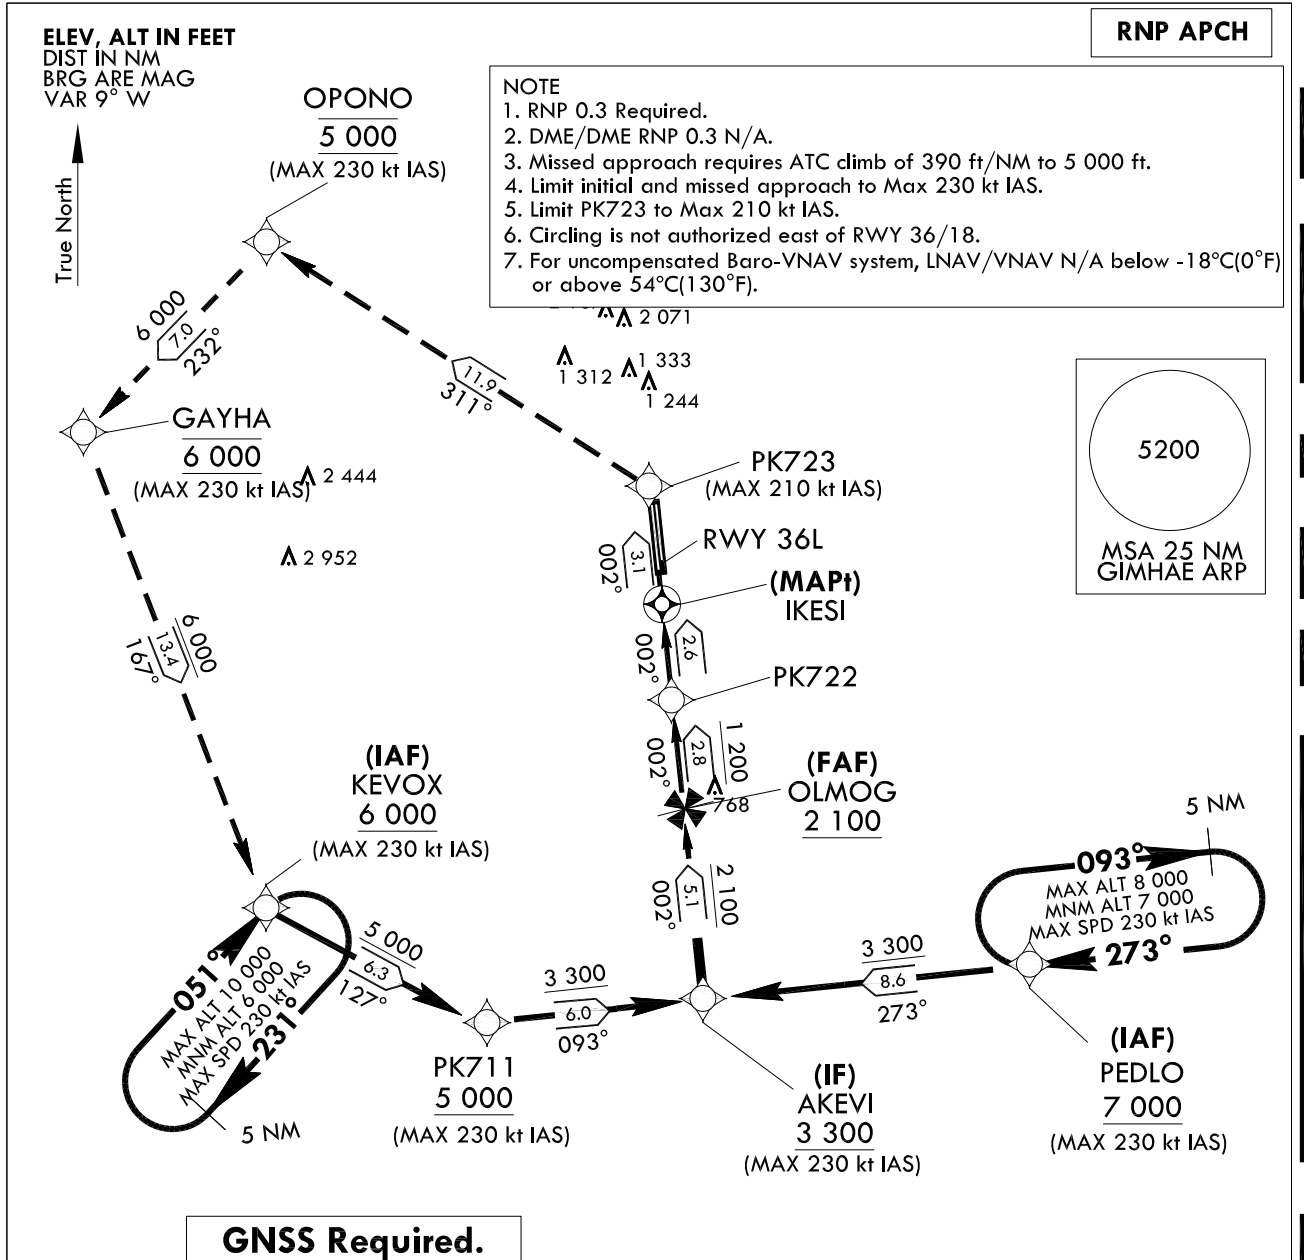 RNP APCH
ELEV, ALT IN FEET
DIST IN NM
BRG ARE MAG
VAR 9° W
True North
NOTE
1. RNP 0.3 Required.
2. DME/DME RNP 0.3 N/A.
3. Missed approach requires ATC climb of 390 ft/NM to 5 000 ft.
4. Limit initial and missed approach to Max 230 kt IAS.
5. Limit PK723 to Max 210 kt IAS.
6. Circling is not authorized east of RWY 36/18.
7. For uncompensated Baro-VNAV system, LNAV/VNAV N/A below -18°C(0°F)
or above 54°C(130°F).
OPONO
5 000
(MAX 230 kt IAS)
2 071
1 333
1 312
1 244
6 000
7.0
232°
11.9
311°
GAYHA
6 000
(MAX 230 kt IAS)
2 444
2 952
5200
MSA 25 NM
GIMHAE ARP
PK723
(MAX 210 kt IAS)
RWY 36L
3.1
002°
(MAPt)
IKESI
2.6
002°
PK722
6 000
13.4
167°
1 200
2.8
002°
768
(FAF)
OLMOG
2 100
(IAF)
KEVOX
6 000
(MAX 230 kt IAS)
2 100
5.1
002°
5 NM
093°
MAX ALT 8 000
MNM ALT 7 000
MAX SPD 230 kt IAS
273°
051°
MAX ALT 10 000
MNM ALT 6 000
MAX SPD 230 kt IAS
231°
5 NM
5 000
6.3
127°
3 300
6.0
093°
3 300
8.6
273°
PK711
5 000
(MAX 230 kt IAS)
(IF)
AKEVI
3 300
(MAX 230 kt IAS)
(IAF)
PEDLO
7 000
(MAX 230 kt IAS)
GNSS Required.